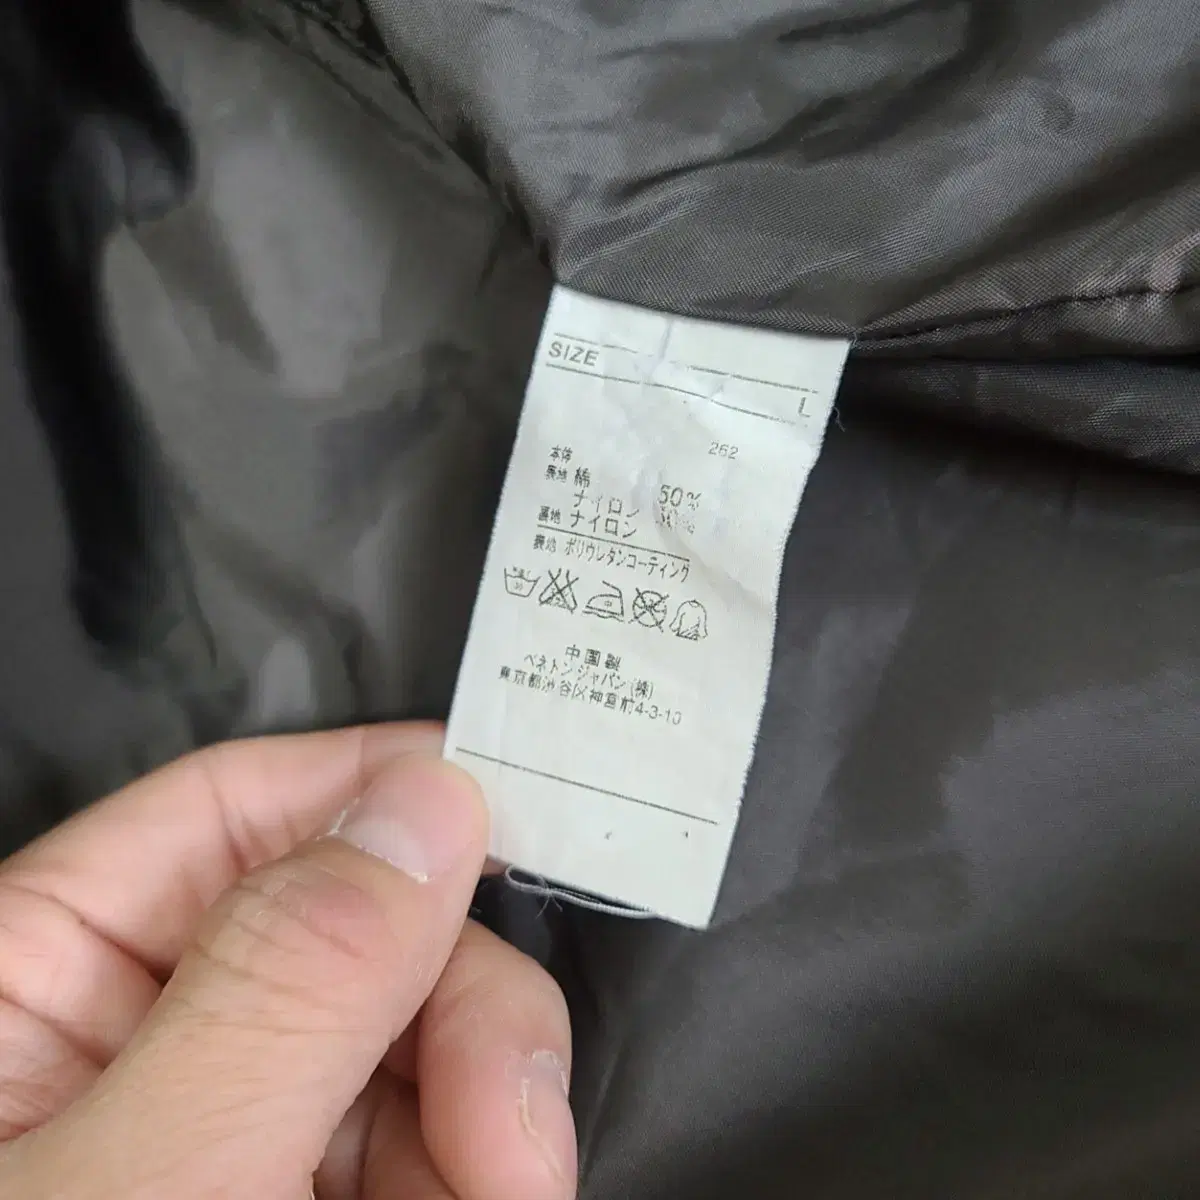 SIZE
L
262
本体
表地 綿 50%
ナイロン 50%
裏地 ナイロン
表地 ポリウレタンコーティング
中国製
ベネトンジャパン(株)
東京都渋谷区神宮前4-3-10